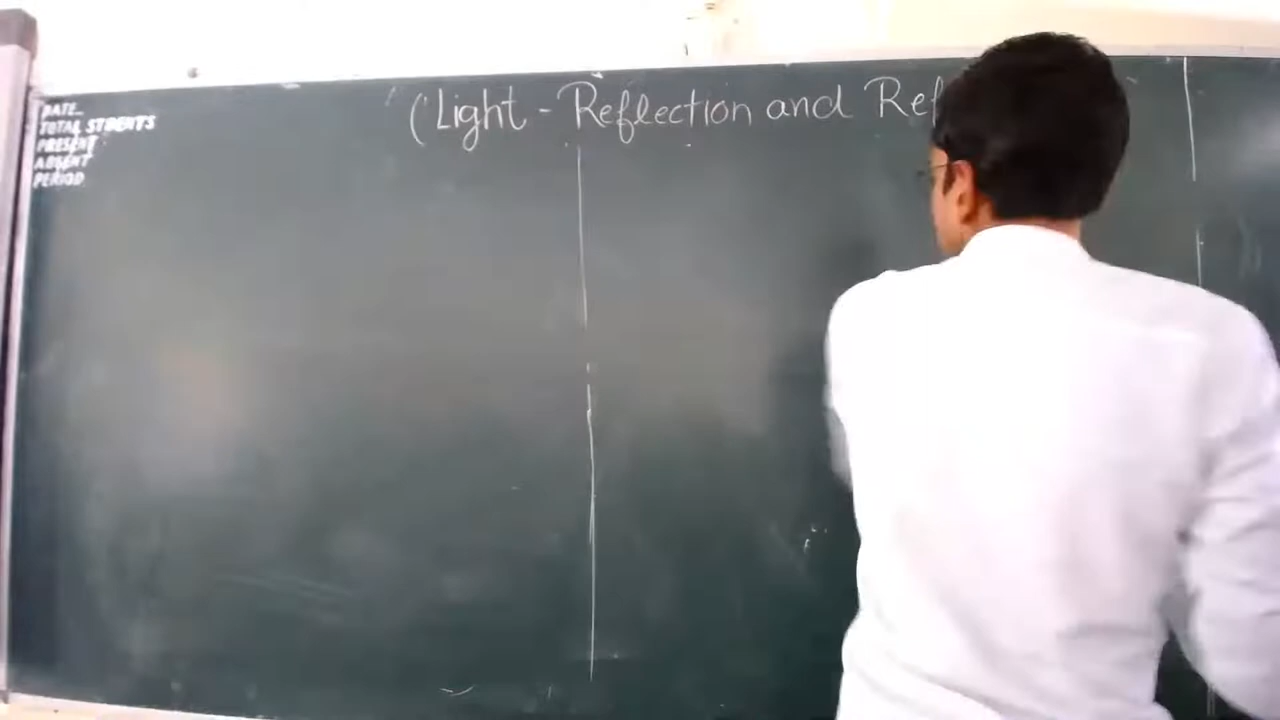 (Light - Reflection and Ref
DATE
TOTAL STUDENTS
PRESENT
ABSENT
PERIOD